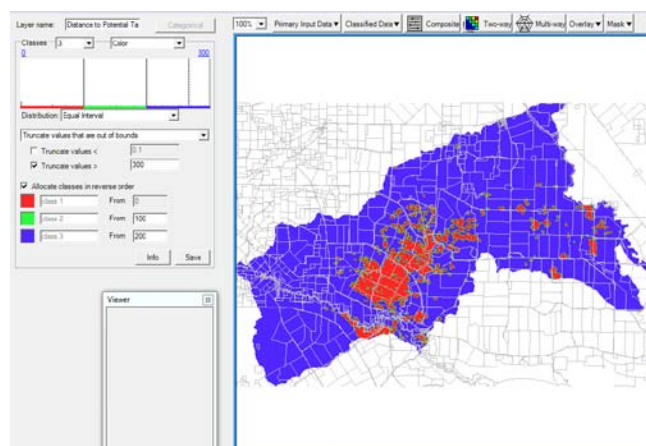 Layer name: Distance to Potential Ta Categorical
Classes 3 Color
0 300
Distribution: Equal Interval
Truncate values that are out of bounds
Truncate values < 0.1
Truncate values > 300
Allocate classes in reverse order
class 1 From 0
class 2 From 100
class 3 From 200
Info Save
Viewer
100% Primary Input Data Classified Data Composite Two-way Multi-way Overlay Mask